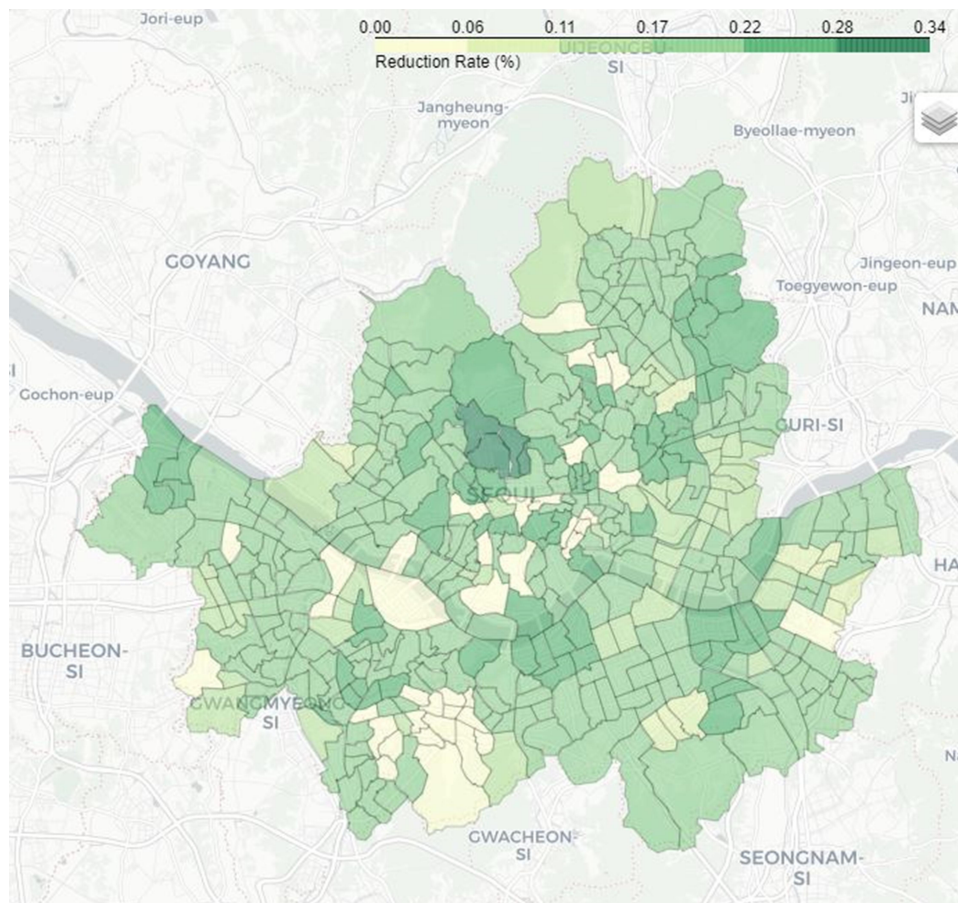 Jori-eup
0.00 0.06 0.11 0.17 0.22 0.28 0.34
UIJEONGBU-
SI
Reduction Rate (%)
Jangheung-
myeon
Byeollae-myeon
GOYANG
Jingeon-eup
Toegyewon-eup
NAM
Gochon-eup
GURI-SI
SEOUL
HA
BUCHEON-
SI
GWANGMYEONG-
SI
GWACHEON-
SI
SEONGNAM-
SI